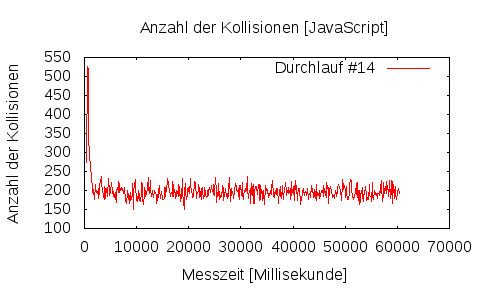 Anzahl der Kollisionen [JavaScript]
Durchlauf #14
Anzahl der Kollisionen
550
500
450
400
350
300
250
200
150
100
0 10000 20000 30000 40000 50000 60000 70000
Messzeit [Millisekunde]